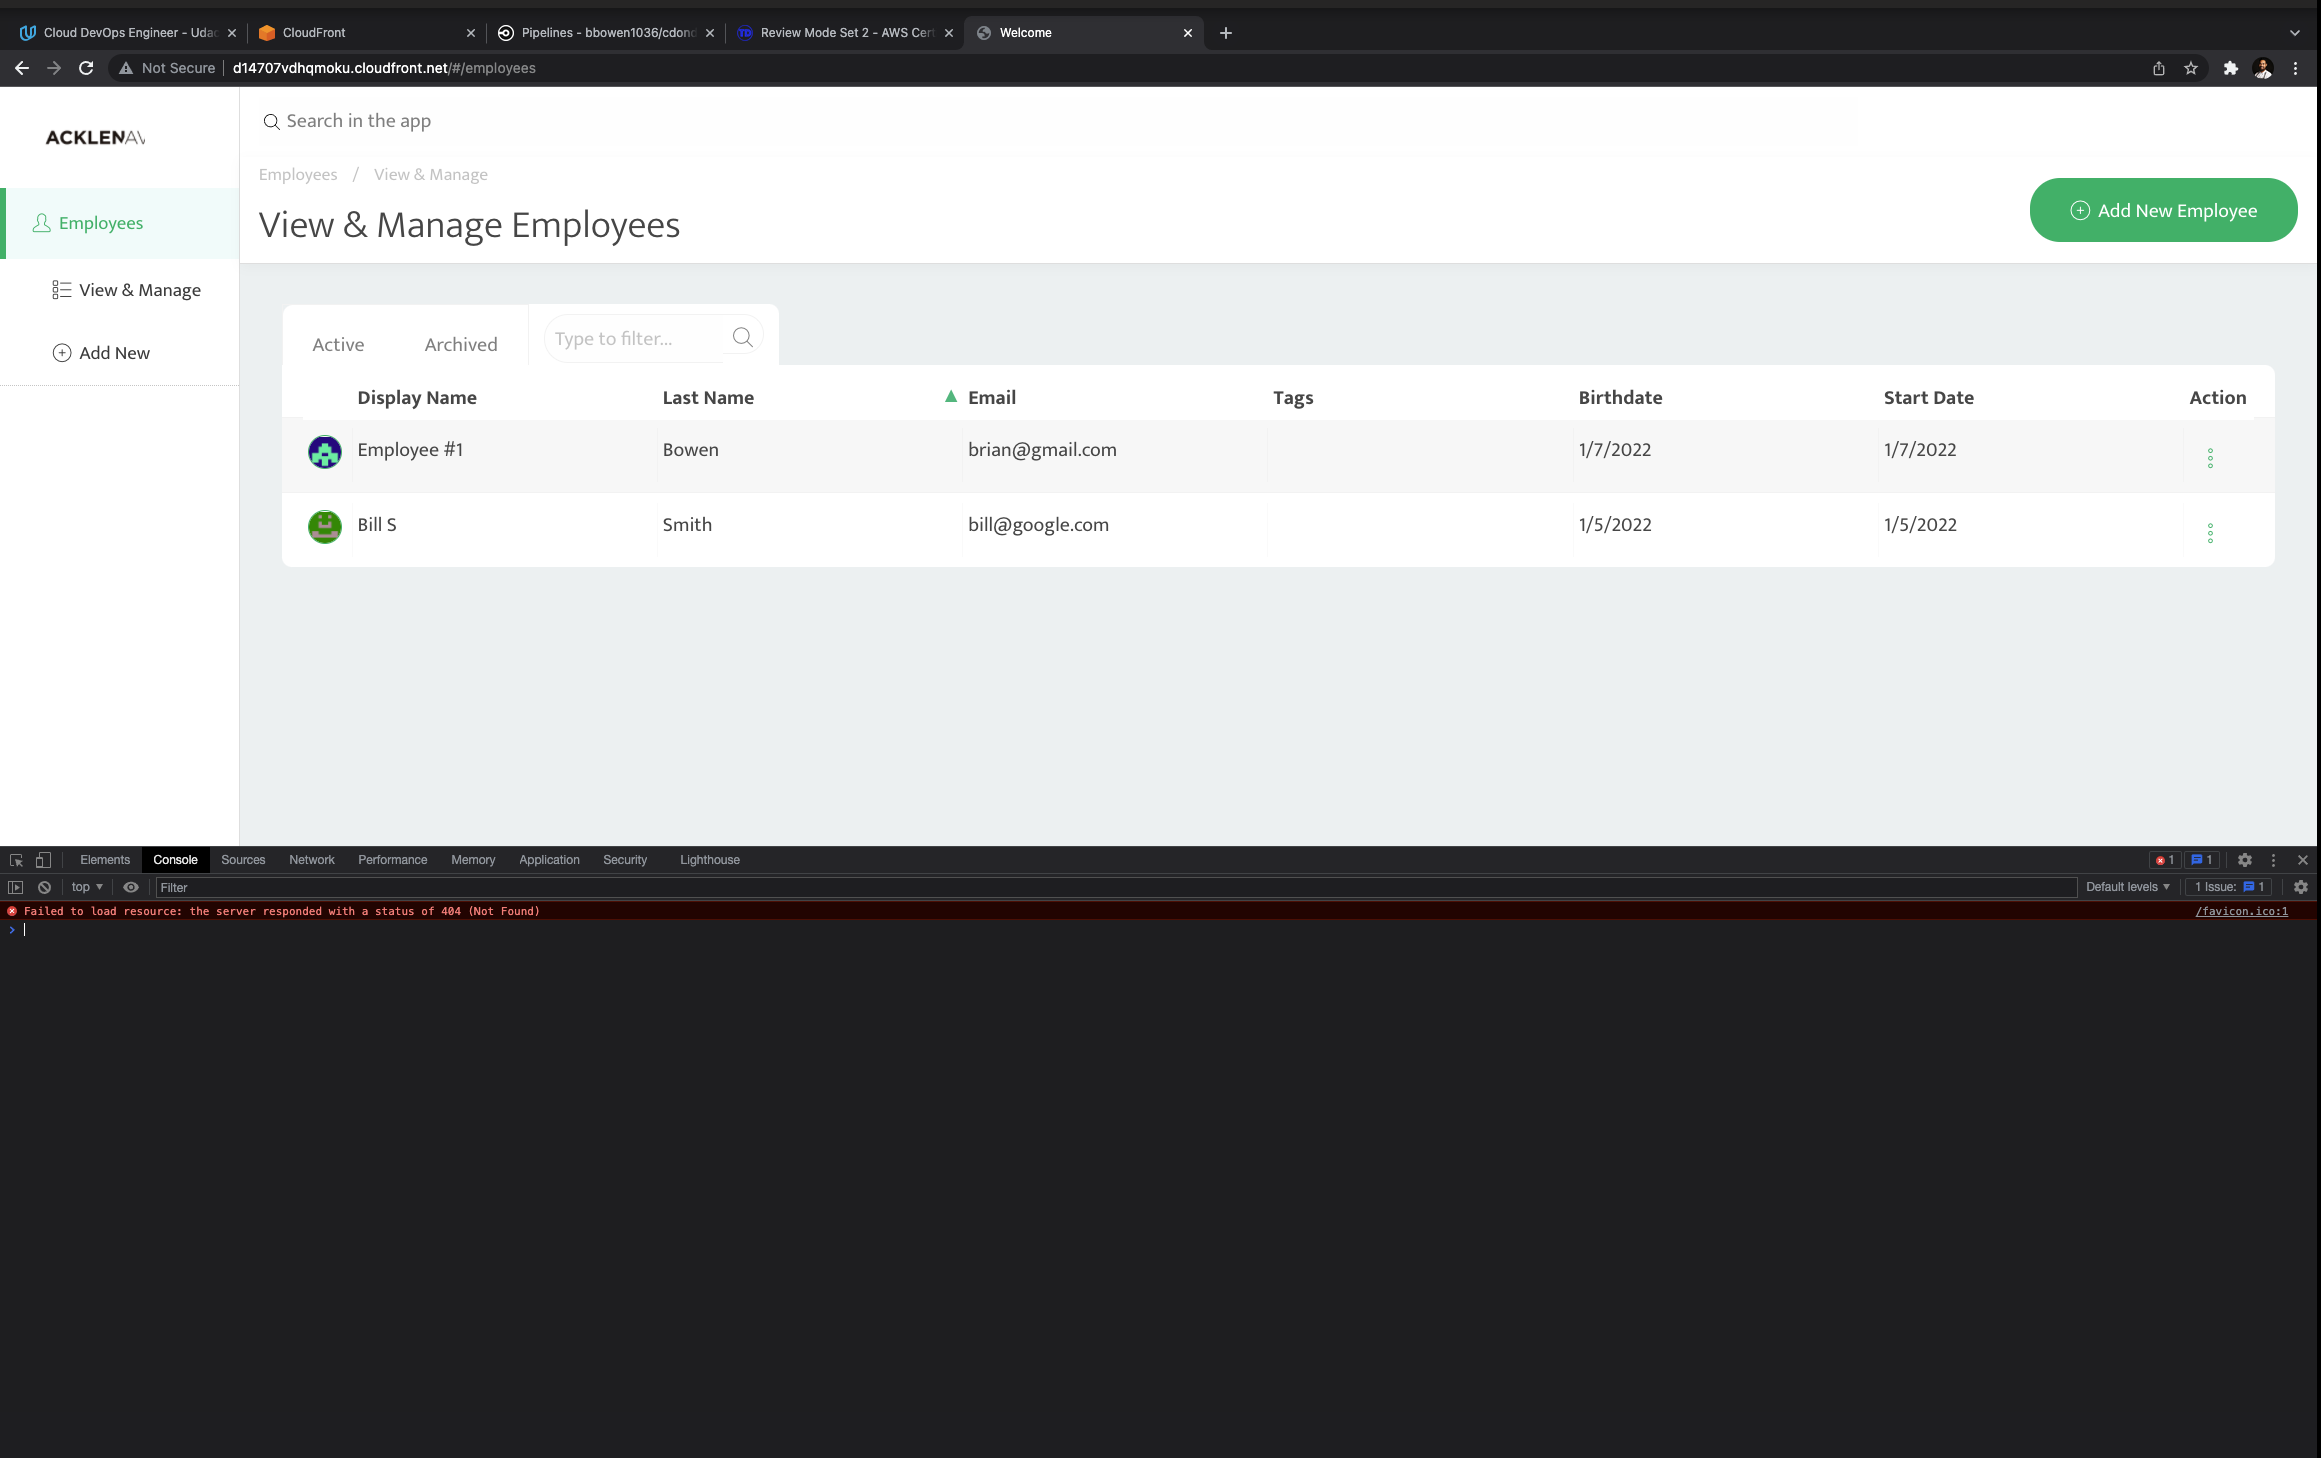 Cloud DevOps Engineer - Udac
CloudFront
Pipelines - bbowen1036/cdond
Review Mode Set 2 - AWS Cert
Welcome
Not Secure
d14707vdhqmoku.cloudfront.net/#/employees
ACKLENAV
Search in the app
Employees / View & Manage
View & Manage Employees
Add New Employee
Employees
View & Manage
Add New
Active
Archived
Type to filter...
Display Name Last Name Email Tags Birthdate Start Date Action
Employee #1 Bowen brian@gmail.com 1/7/2022 1/7/2022
Bill S Smith bill@google.com 1/5/2022 1/5/2022
Elements Console Sources Network Performance Memory Application Security Lighthouse 1 1
top Filter Default levels 1 Issue: 1
Failed to load resource: the server responded with a status of 404 (Not Found) /favicon.ico:1